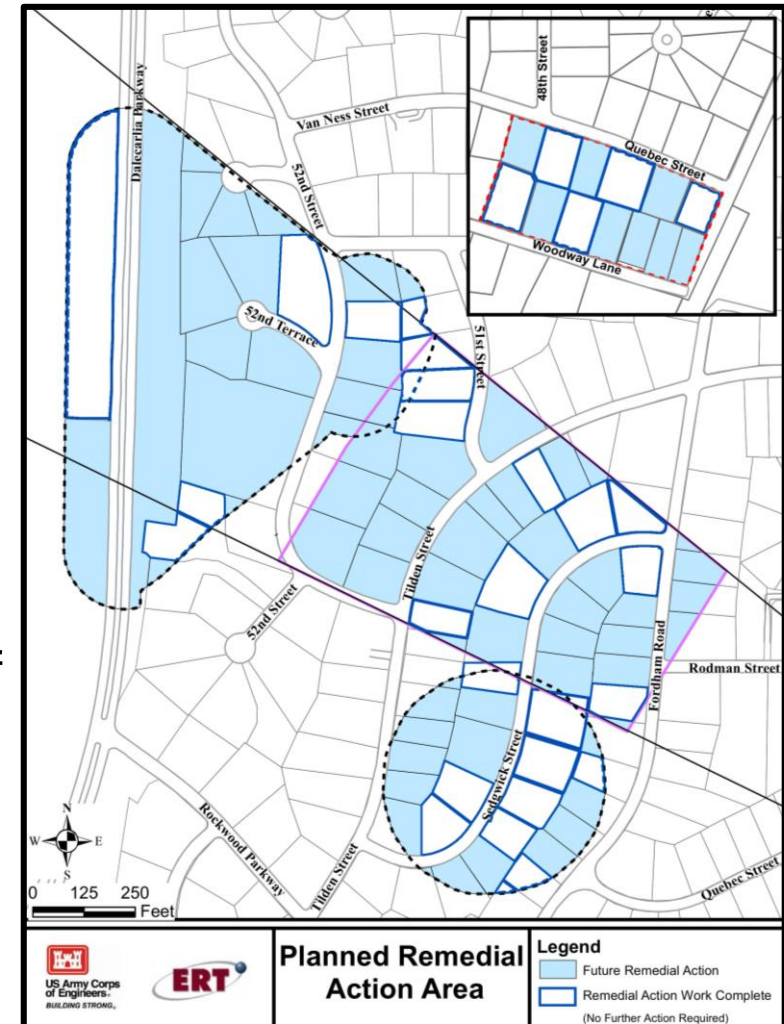 Dalecarlia Parkway
Van Ness Street
52nd Street
52nd Terrace
51st Street
48th Street
Quebec Street
Woodway Lane
Tilden Street
52nd Street
Fordham Road
Rodman Street
Sedgwick Street
Rockwood Parkway
Tilden Street
Quebec Street
N
W E
S
0 125 250
Feet
:
US Army Corps
of Engineers®
BUILDING STRONG®
ERT
Planned Remedial
Action Area
Legend
Future Remedial Action
Remedial Action Work Complete
(No Further Action Required)